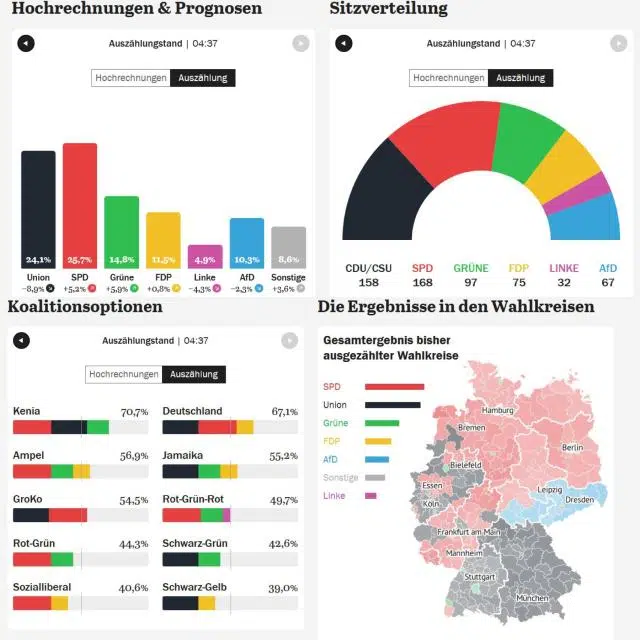 Hochrechnungen & Prognosen
Auszählungstand | 04:37
Hochrechnungen Auszählung
24,1% 25,7% 14,8% 11,5% 4,9% 10,3% 8,6%
Union SPD Grüne FDP Linke AfD Sonstige
−8,9% +5,2% +5,9% +0,8% −4,3% −2,3% +3,6%
Sitzverteilung
Auszählungstand | 04:37
Hochrechnungen Auszählung
CDU/CSU SPD GRÜNE FDP LINKE AfD
158 168 97 75 32 67
Koalitionsoptionen
Auszählungstand | 04:37
Hochrechnungen Auszählung
Kenia 70,7% Deutschland 67,1%
Ampel 56,9% Jamaika 55,2%
GroKo 54,5% Rot-Grün-Rot 49,7%
Rot-Grün 44,3% Schwarz-Grün 42,6%
Sozialliberal 40,6% Schwarz-Gelb 39,0%
Die Ergebnisse in den Wahlkreisen
Gesamtergebnis bisher
ausgezählter Wahlkreise
SPD
Union
Grüne
FDP
AfD
Sonstige
Linke
Hamburg
Bremen
Berlin
Bielefeld
Essen
Leipzig
Dresden
Köln
Frankfurt am Main
Mannheim
Stuttgart
München